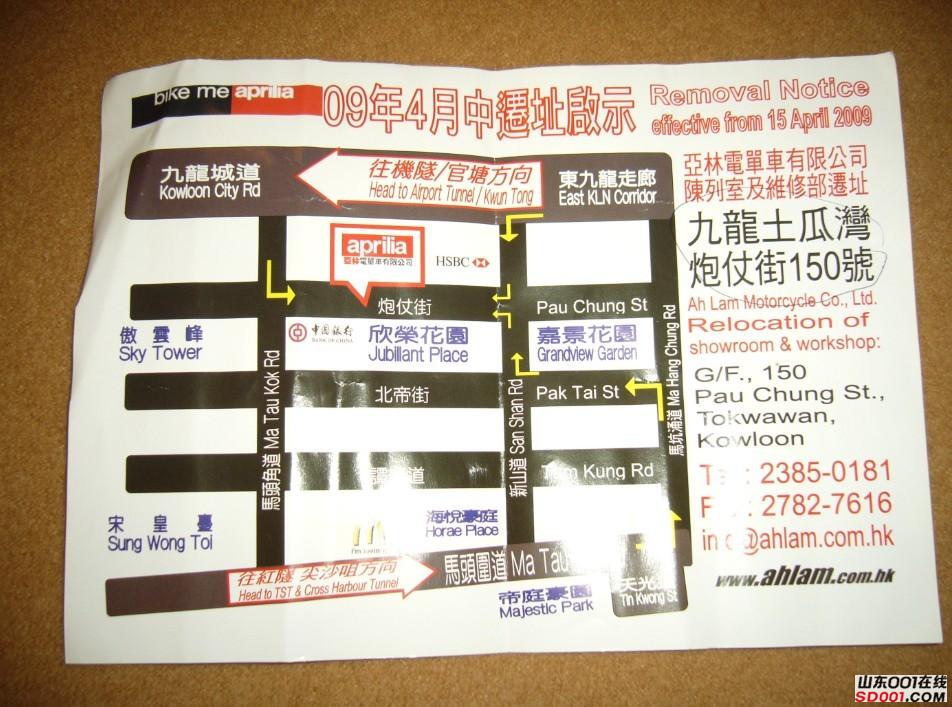 bike me aprilia
09年4月中遷址啟示
Removal Notice
effective from 15 April 2009
九龍城道
Kowloon City Rd
往機隧/官塘方向
Head to Airport Tunnel / Kwun Tong
東九龍走廊
East KLN Corridor
亞林電單車有限公司
陳列室及維修部遷址
九龍土瓜灣
炮仗街150號
aprilia
亞林電單車有限公司
HSBC
炮仗街
Pau Chung St
Ah Lam Motorcycle Co., Ltd.
Relocation of
showroom & workshop:
傲雲峰
Sky Tower
中國銀行
BANK OF CHINA
欣榮花園
Jubillant Place
嘉景花園
Grandview Garden
馬坑涌道 Ma Hang Chung Rd
G/F., 150
Pau Chung St.,
Tokwawan,
Kowloon
北帝街
Pak Tai St
馬頭角道 Ma Tau Kok Rd
新山道 San Shan Rd
道
Kung Rd
2385-0181
2782-7616
@ahlam.com.hk
www.ahlam.com.hk
宋皇臺
Sung Wong Toi
海悅豪庭
Horae Place
往紅隧 尖沙咀方向
Head to TST & Cross Harbour Tunnel
馬頭圍道 Ma Tau
天光
Tin Kwong St
帝庭豪園
Majestic Park
山东001在线
SD001.COM